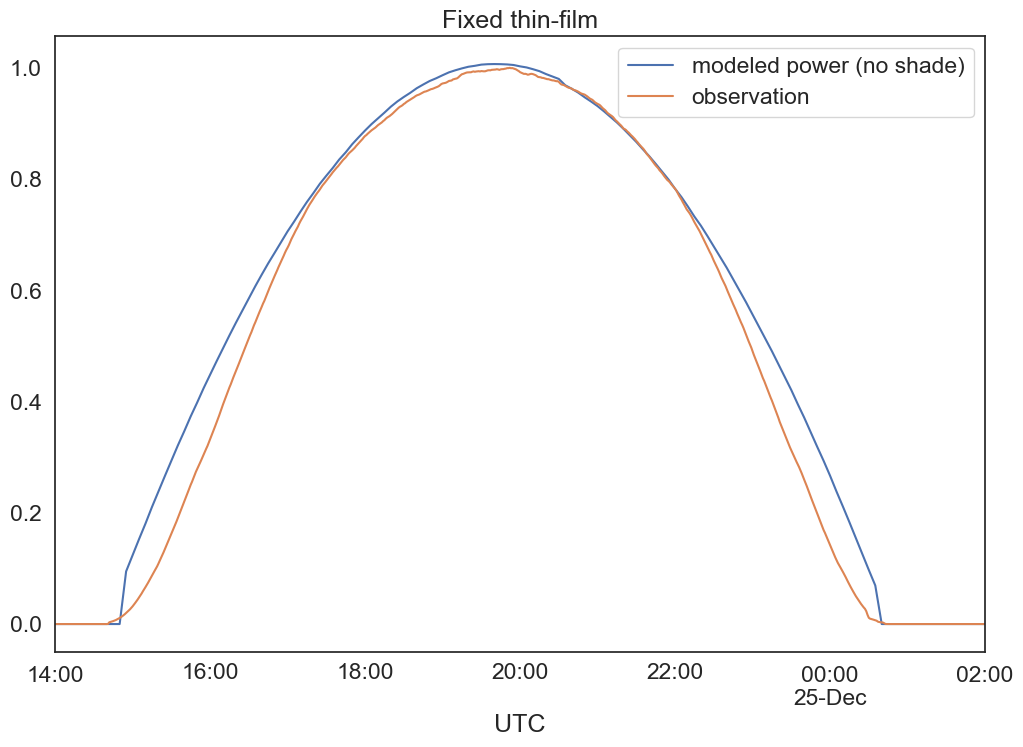 Fixed thin-film
modeled power (no shade)
observation
1.0
0.8
0.6
0.4
0.2
0.0
14:00 16:00 18:00 20:00 22:00 00:00 02:00
25-Dec
UTC